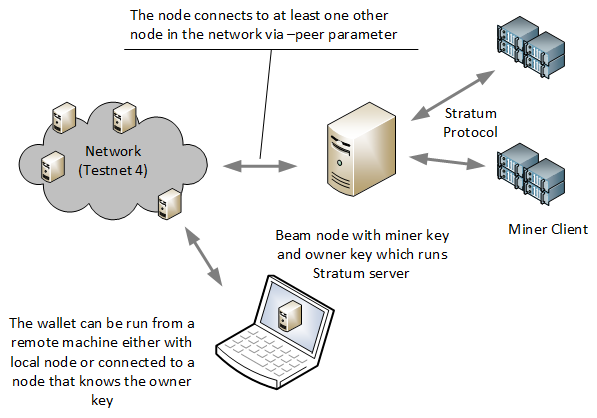 The node connects to at least one other
node in the network via –peer parameter
Stratum
Protocol
Network
(Testnet 4)
Miner Client
Beam node with miner key
and owner key which runs
Stratum server
The wallet can be run from a
remote machine either with
local node or connected to a
node that knows the owner
key